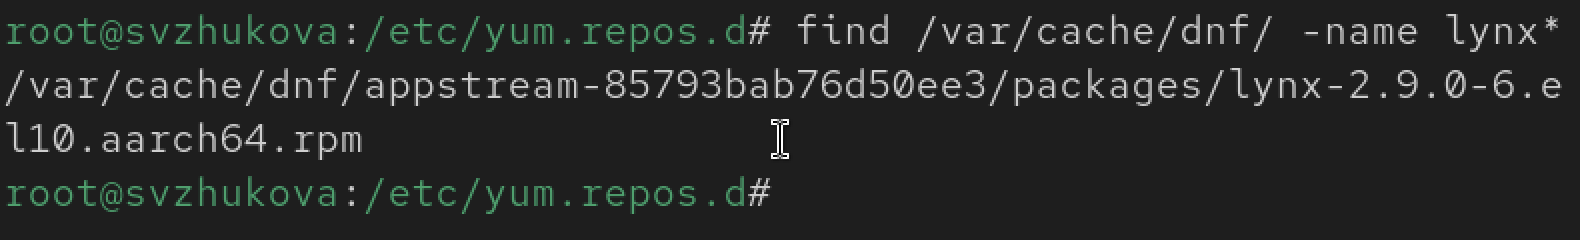 root@svzhukova:/etc/yum.repos.d# find /var/cache/dnf/ -name lynx*
/var/cache/dnf/appstream-85793bab76d50ee3/packages/lynx-2.9.0-6.e
l10.aarch64.rpm
root@svzhukova:/etc/yum.repos.d#